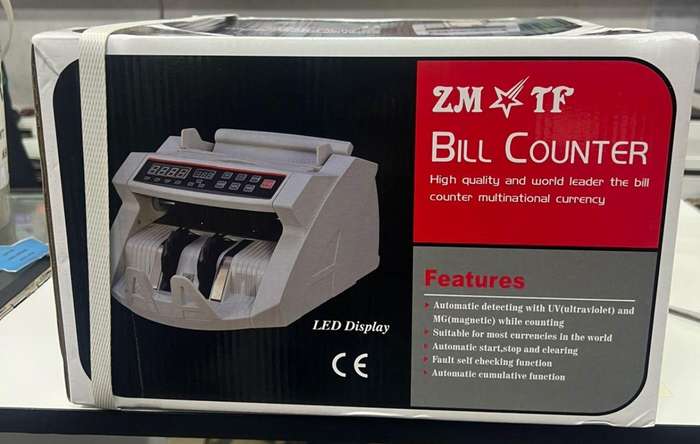 ZM TF
BILL COUNTER
High quality and world leader the bill
counter multinational currency
Features
Automatic detecting with UV(ultraviolet) and
MG(magnetic) while counting
Suitable for most currencies in the world
Automatic start,stop and clearing
Fault self checking function
Automatic cumulative function
LED Display
CE